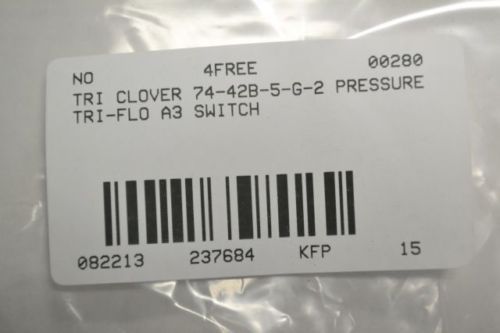 NO 4FREE 00280
TRI CLOVER 74-42B-5-G-2 PRESSURE
TRI-FLO A3 SWITCH
082213 237684 KFP 15